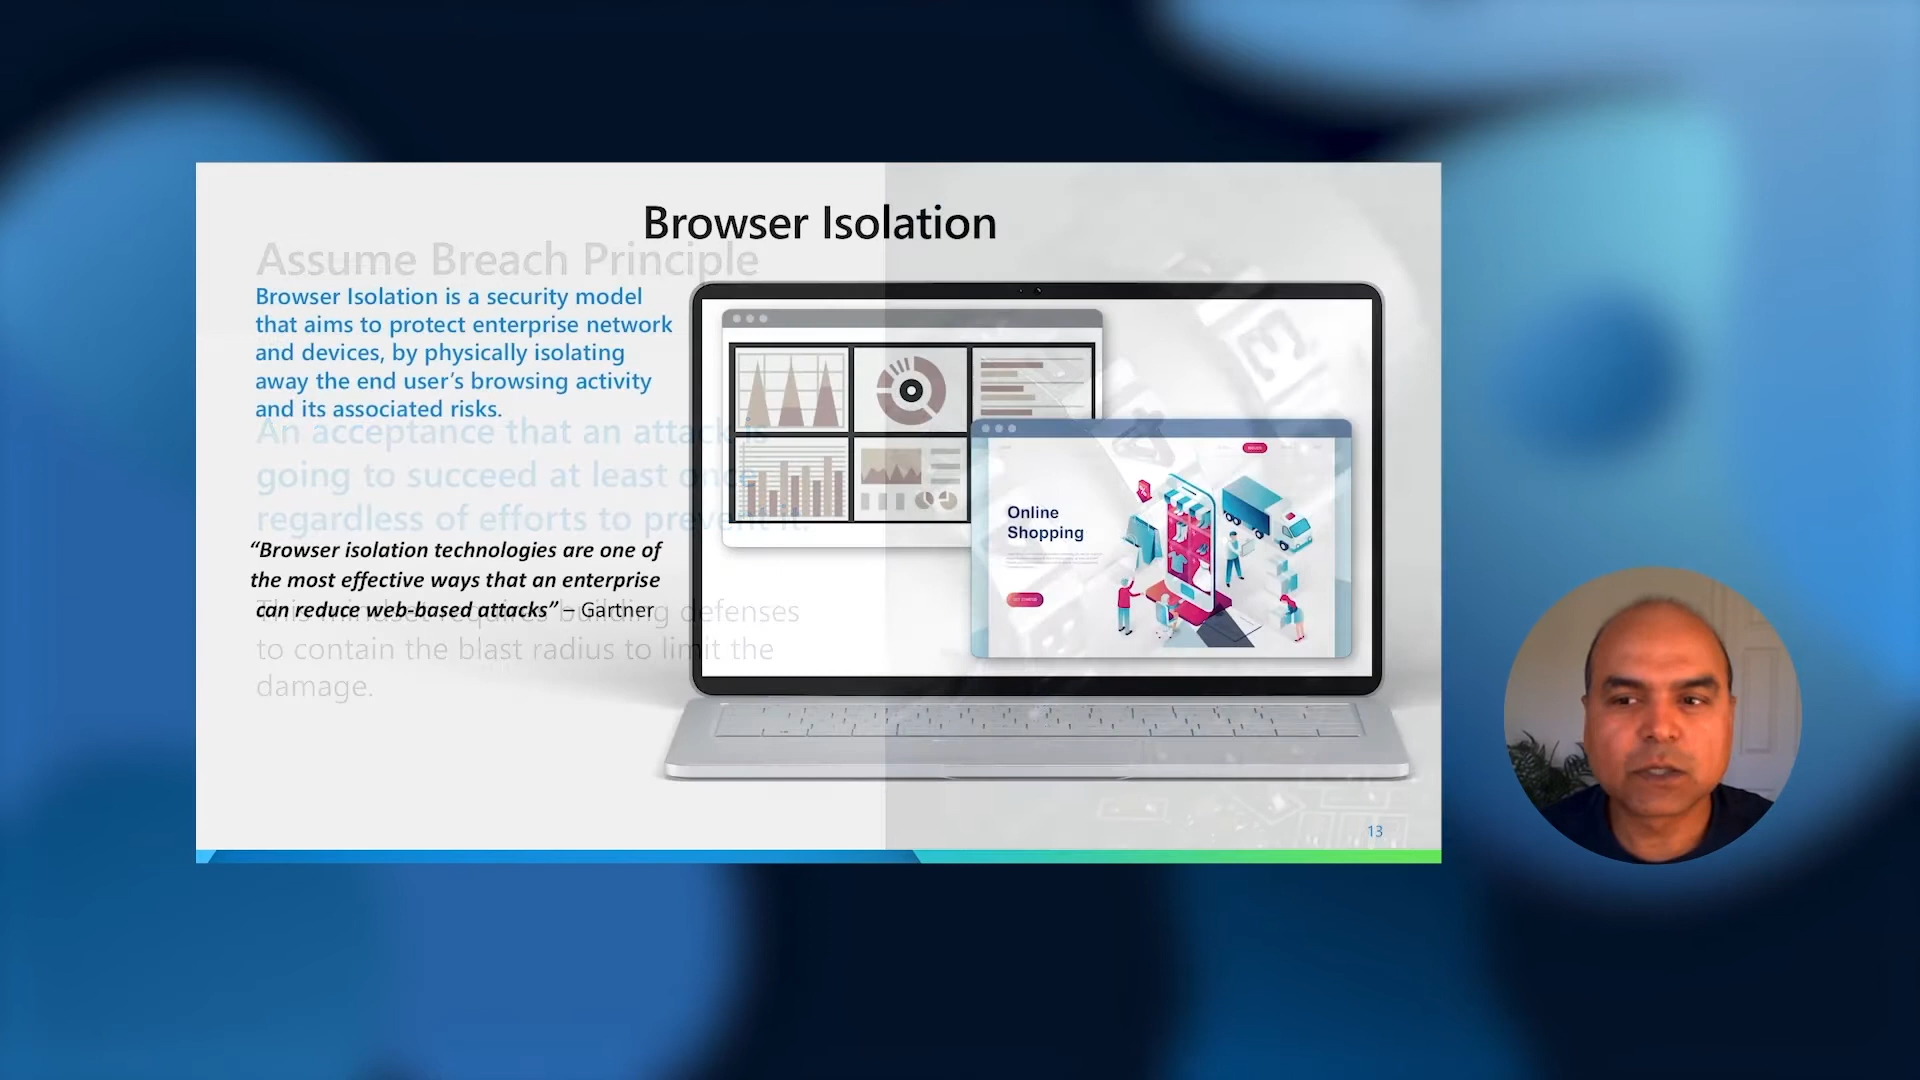 Browser Isolation
Assume Breach Principle
Browser Isolation is a security model
that aims to protect enterprise network
and devices, by physically isolating
away the end user’s browsing activity
and its associated risks.
An acceptance that an attack is
going to succeed at least once
regardless of efforts to prevent it.
“Browser isolation technologies are one of
the most effective ways that an enterprise
can reduce web-based attacks” – Gartner
This mindset requires building defenses
to contain the blast radius to limit the
damage.
Online
Shopping
13